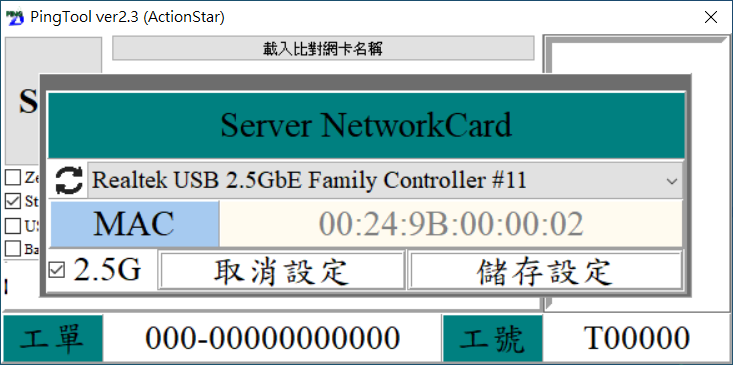 PingTool ver2.3 (ActionStar)
載入比對網卡名稱
Server NetworkCard
Realtek USB 2.5GbE Family Controller #11
MAC 00:24:9B:00:00:02
2.5G 取消設定 儲存設定
工單 000-00000000000 工號 T00000